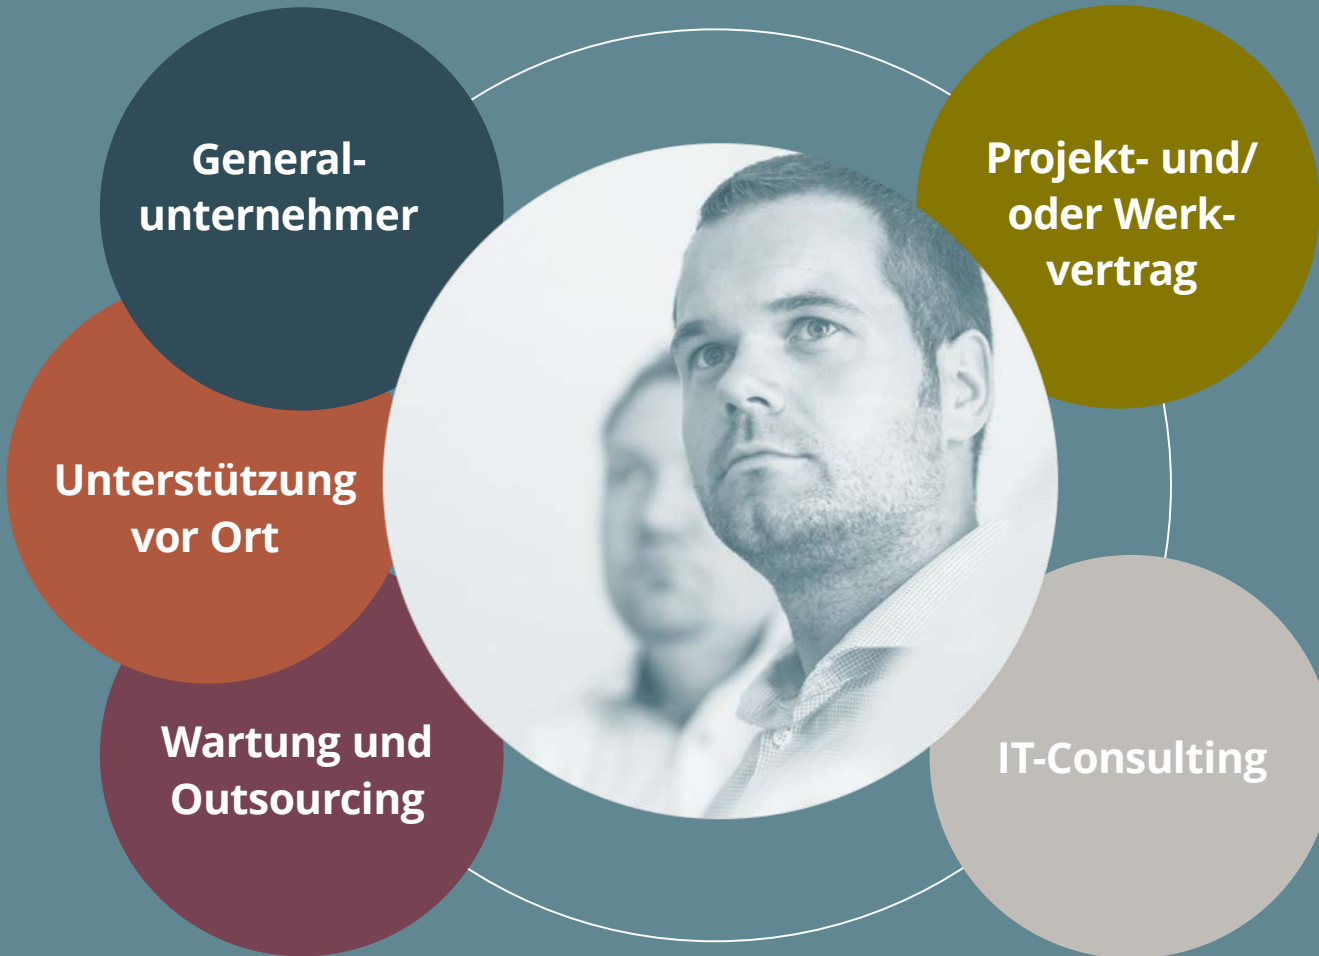 General-
unternehmer
Projekt- und/
oder Werk-
vertrag
Unterstützung
vor Ort
Wartung und
Outsourcing
IT-Consulting